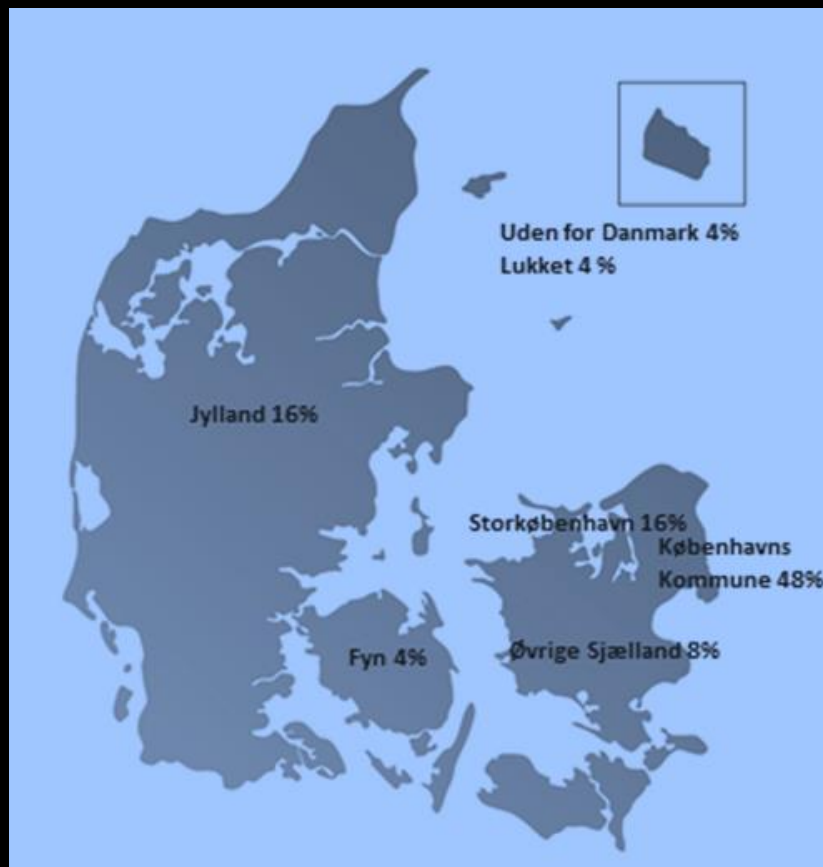 Uden for Danmark 4%
Lukket 4 %
Jylland 16%
Storkøbenhavn 16%
Københavns
Kommune 48%
Fyn 4%
Øvrige Sjælland 8%